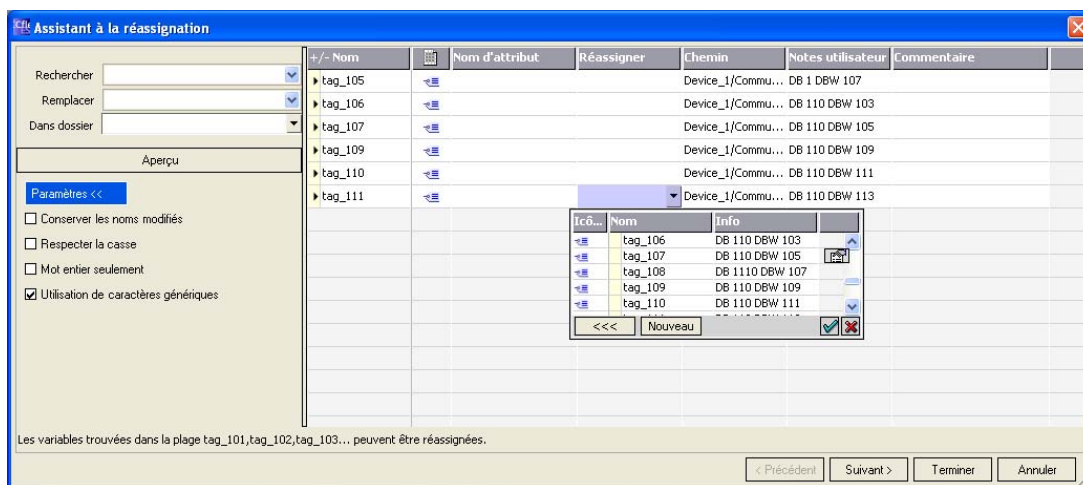 Assistant à la réassignation
Rechercher
Remplacer
Dans dossier
Aperçu
Paramètres <<
Conserver les noms modifiés
Respecter la casse
Mot entier seulement
Utilisation de caractères génériques
+/- Nom Nom d'attribut Réassigner Chemin Notes utilisateur Commentaire
tag_105 Device_1/Commu... DB 1 DBW 107
tag_106 Device_1/Commu... DB 110 DBW 103
tag_107 Device_1/Commu... DB 110 DBW 105
tag_109 Device_1/Commu... DB 110 DBW 109
tag_110 Device_1/Commu... DB 110 DBW 111
tag_111 Device_1/Commu... DB 110 DBW 113
Icô... Nom Info
tag_106 DB 110 DBW 103
tag_107 DB 110 DBW 105
tag_108 DB 1110 DBW 107
tag_109 DB 110 DBW 109
tag_110 DB 110 DBW 111
<<< Nouveau
Les variables trouvées dans la plage tag_101,tag_102,tag_103... peuvent être réassignées.
< Précédent Suivant > Terminer Annuler